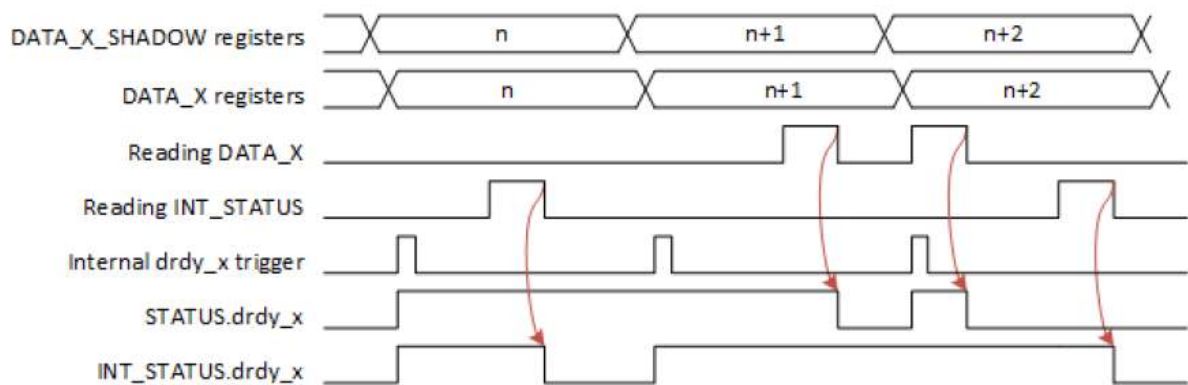 DATA_X_SHADOW registers n n+1 n+2
DATA_X registers n n+1 n+2
Reading DATA_X
Reading INT_STATUS
Internal drdy_x trigger
STATUS.drdy_x
INT_STATUS.drdy_x